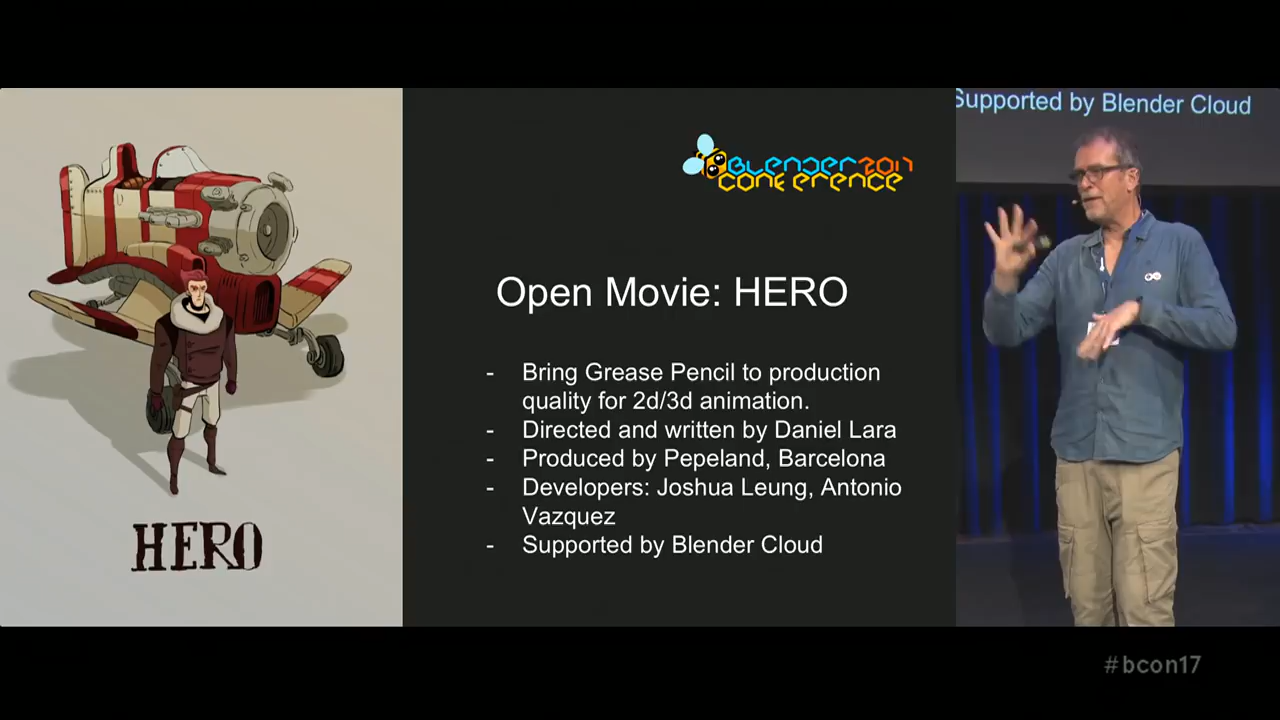 Supported by Blender Cloud
BLENDER2017
CONFERENCE
Open Movie: HERO
- Bring Grease Pencil to production
quality for 2d/3d animation.
- Directed and written by Daniel Lara
- Produced by Pepeland, Barcelona
- Developers: Joshua Leung, Antonio
Vazquez
- Supported by Blender Cloud
HERO
#bcon17